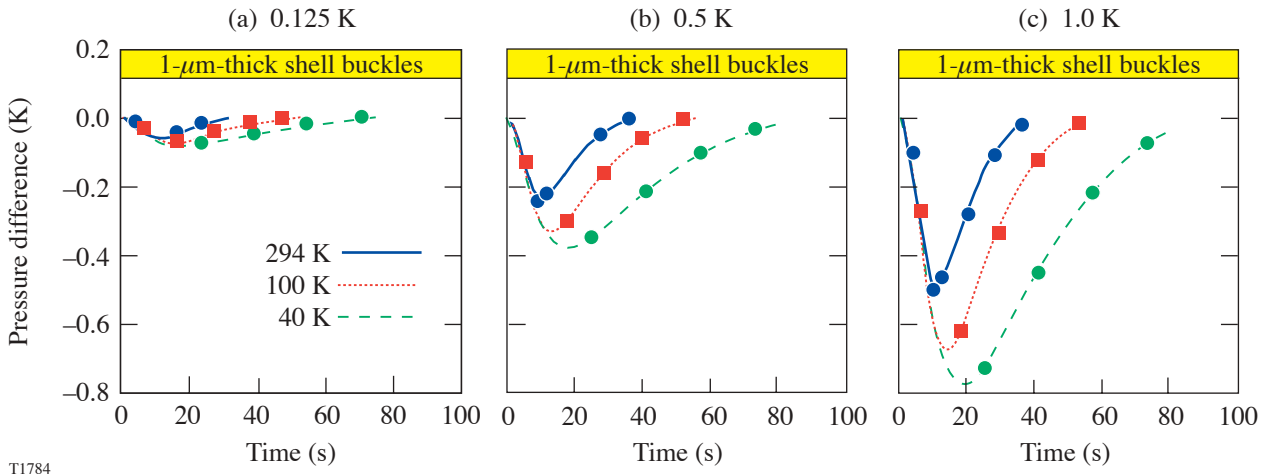 (a) 0.125 K
(b) 0.5 K
(c) 1.0 K
0.2
1-μm-thick shell buckles
1-μm-thick shell buckles
1-μm-thick shell buckles
0.0
–0.2
–0.4
–0.6
–0.8
Pressure difference (K)
294 K
100 K
40 K
0 20 40 60 80 100
0 20 40 60 80 100
0 20 40 60 80 100
Time (s)
Time (s)
Time (s)
T1784